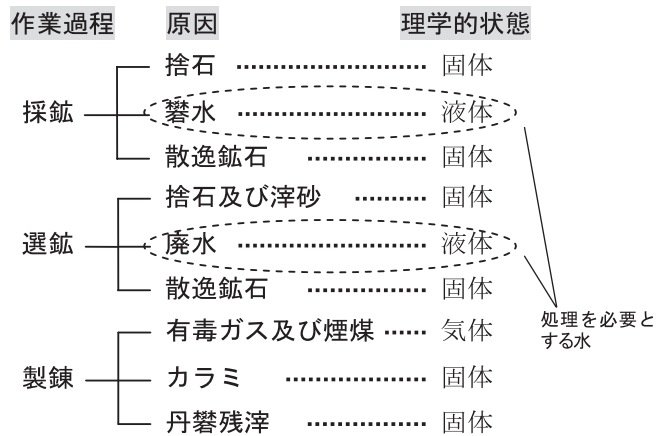 作業過程 原因 理学的状態
捨石 固体
採鉱 礬水 液体
散逸鉱石 固体
捨石及び滓砂 固体
選鉱 廃水 液体
散逸鉱石 固体
有毒ガス及び煙煤 気体
製錬 カラミ 固体
丹礬残滓 固体
処理を必要と
する水